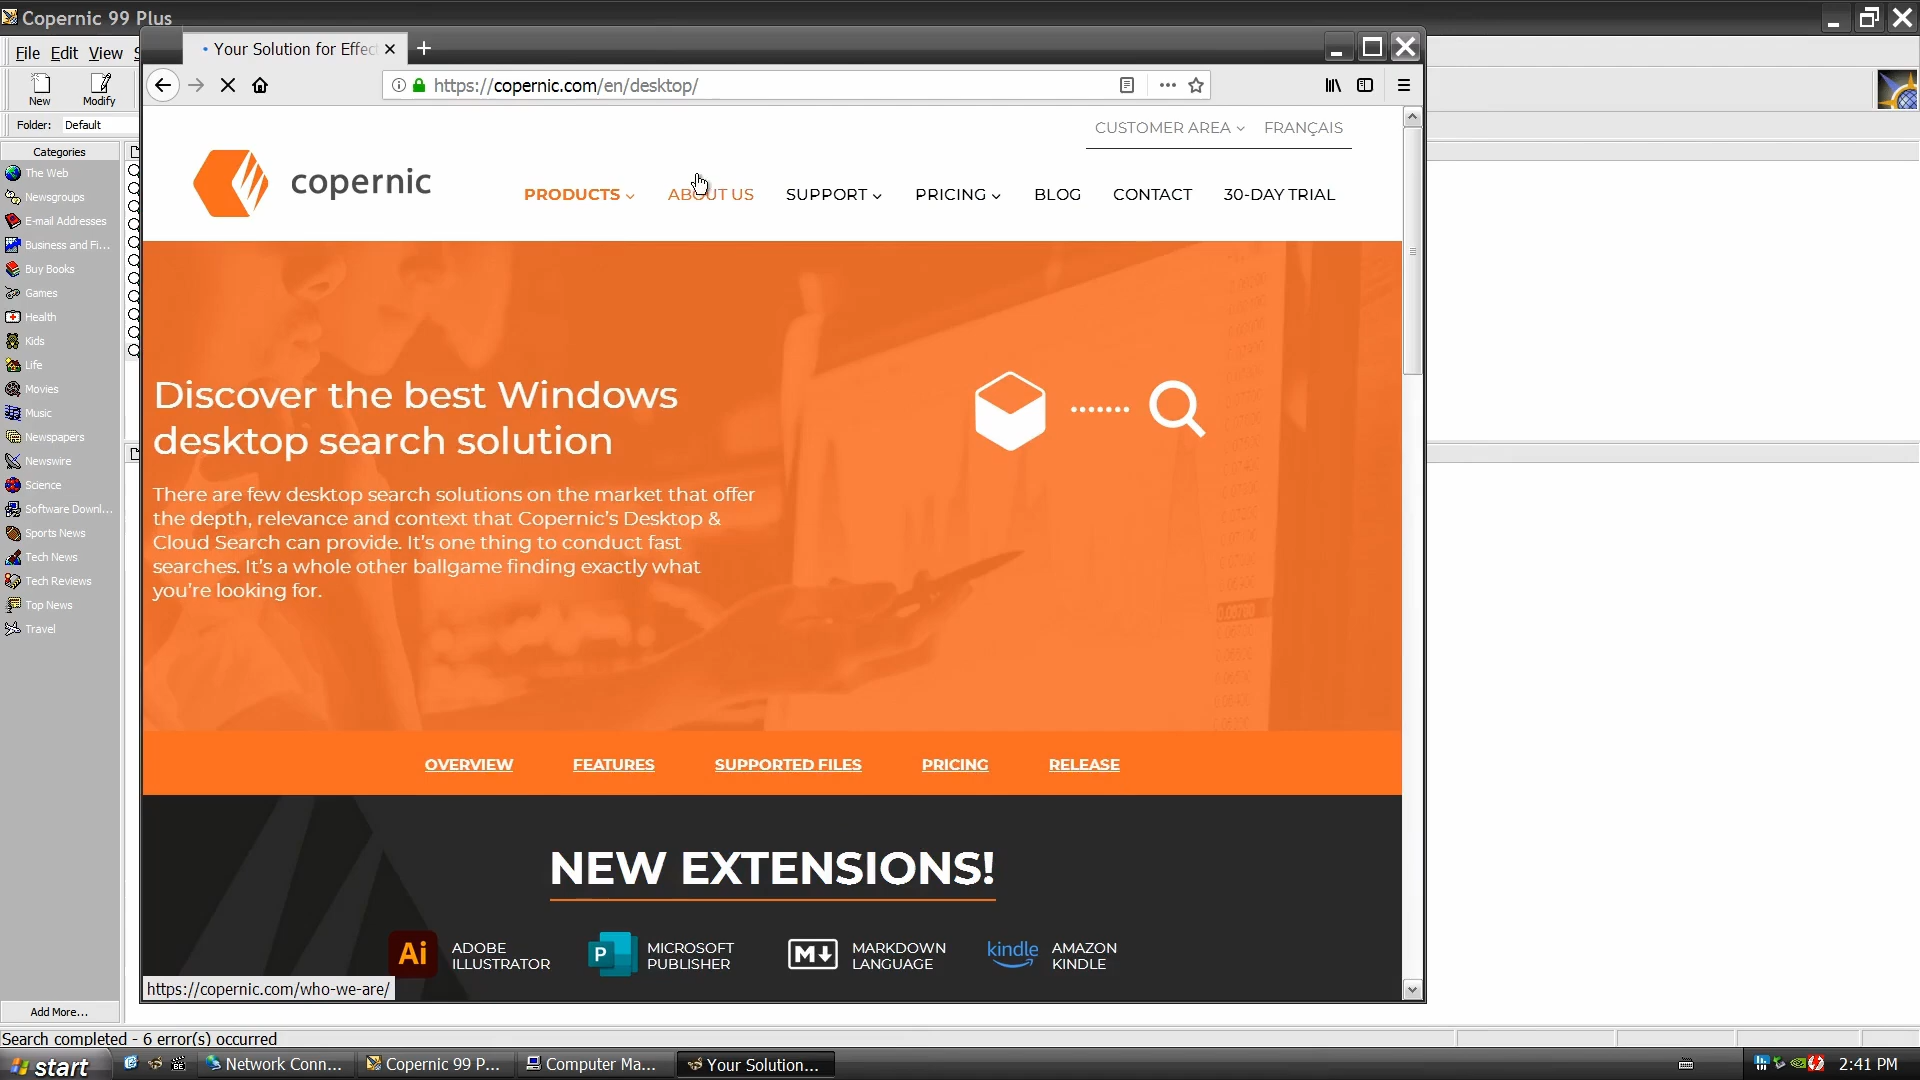 Copernic 99 Plus
File Edit View
New Modify
Folder: Default
Categories
The Web
Newsgroups
E-mail Addresses
Business and Fi...
Buy Books
Games
Health
Kids
Life
Movies
Music
Newspapers
Newswire
Science
Software Downl...
Sports News
Tech News
Tech Reviews
Top News
Travel
Add More...
Search completed - 6 error(s) occurred
Your Solution for Effec
https://copernic.com/en/desktop/
CUSTOMER AREA FRANÇAIS
copernic
PRODUCTS ABOUT US SUPPORT PRICING BLOG CONTACT 30-DAY TRIAL
Discover the best Windows
desktop search solution
There are few desktop search solutions on the market that offer
the depth, relevance and context that Copernic's Desktop &
Cloud Search can provide. It's one thing to conduct fast
searches. It's a whole other ballgame finding exactly what
you're looking for.
OVERVIEW FEATURES SUPPORTED FILES PRICING RELEASE
NEW EXTENSIONS!
Ai ADOBE
ILLUSTRATOR
P MICROSOFT
PUBLISHER
M MARKDOWN
LANGUAGE
kindle AMAZON
KINDLE
https://copernic.com/who-we-are/
start Network Conn... Copernic 99 P... Computer Ma... Your Solution... 2:41 PM